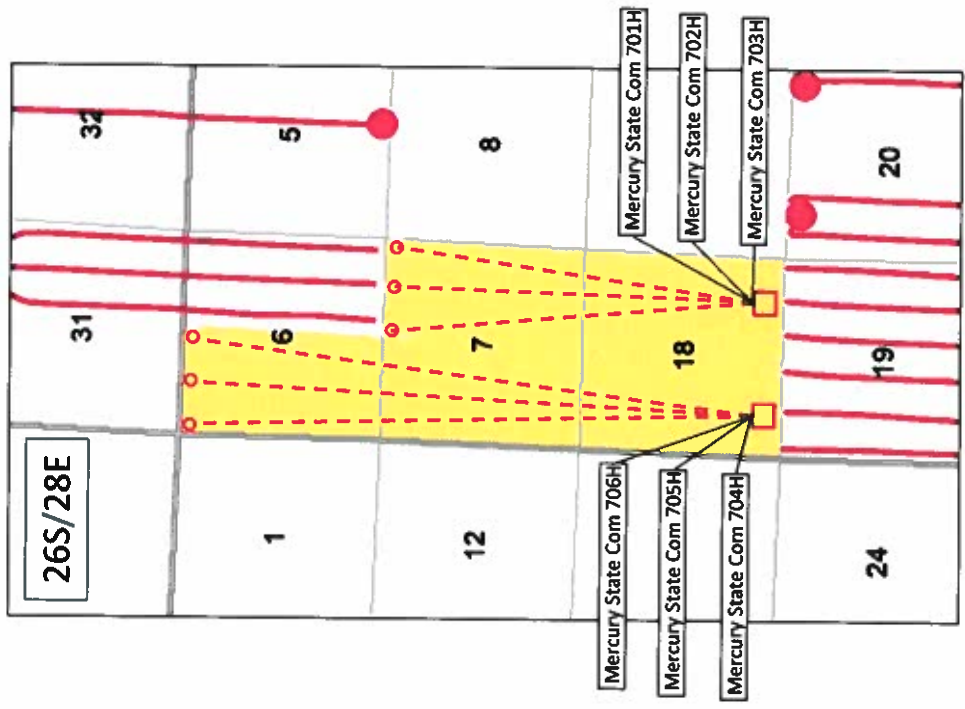 26S/28E
31
32
1
6
5
12
7
8
Mercury State Com 706H
Mercury State Com 701H
Mercury State Com 705H
18
Mercury State Com 702H
Mercury State Com 704H
Mercury State Com 703H
24
19
20